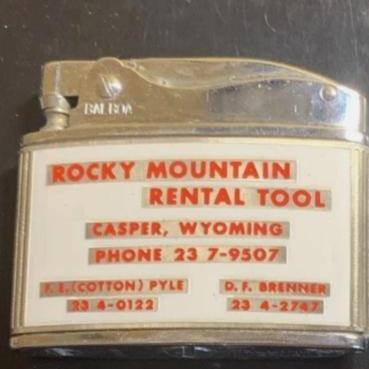 BALBOA
ROCKY MOUNTAIN
RENTAL TOOL
CASPER, WYOMING
PHONE 23 7-9507
F. E. (COTTON) PYLE D. F. BRENNER
23 4-0122 23 4-2747